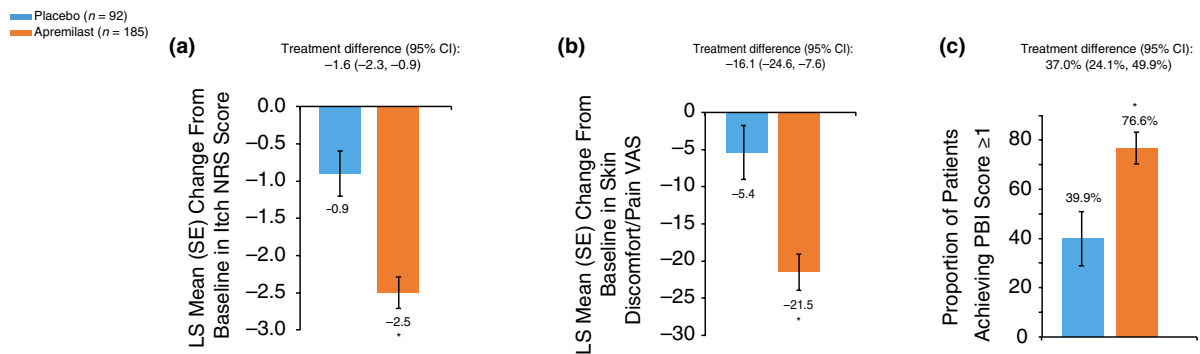 Placebo (n = 92)
Apremilast (n = 185)
(a)
Treatment difference (95% CI):
–1.6 (–2.3, –0.9)
LS Mean (SE) Change From
Baseline in Itch NRS Score
0.0
–0.5
–1.0
–1.5
–2.0
–2.5
–3.0
–0.9
–2.5
*
(b)
Treatment difference (95% CI):
–16.1 (–24.6, –7.6)
LS Mean (SE) Change From
Baseline in Skin
Discomfort/Pain VAS
0
–5
–10
–15
–20
–25
–30
–5.4
–21.5
*
(c)
Treatment difference (95% CI):
37.0% (24.1%, 49.9%)
Proportion of Patients
Achieving PBI Score ≥1
80
60
40
20
0
39.9%
*
76.6%